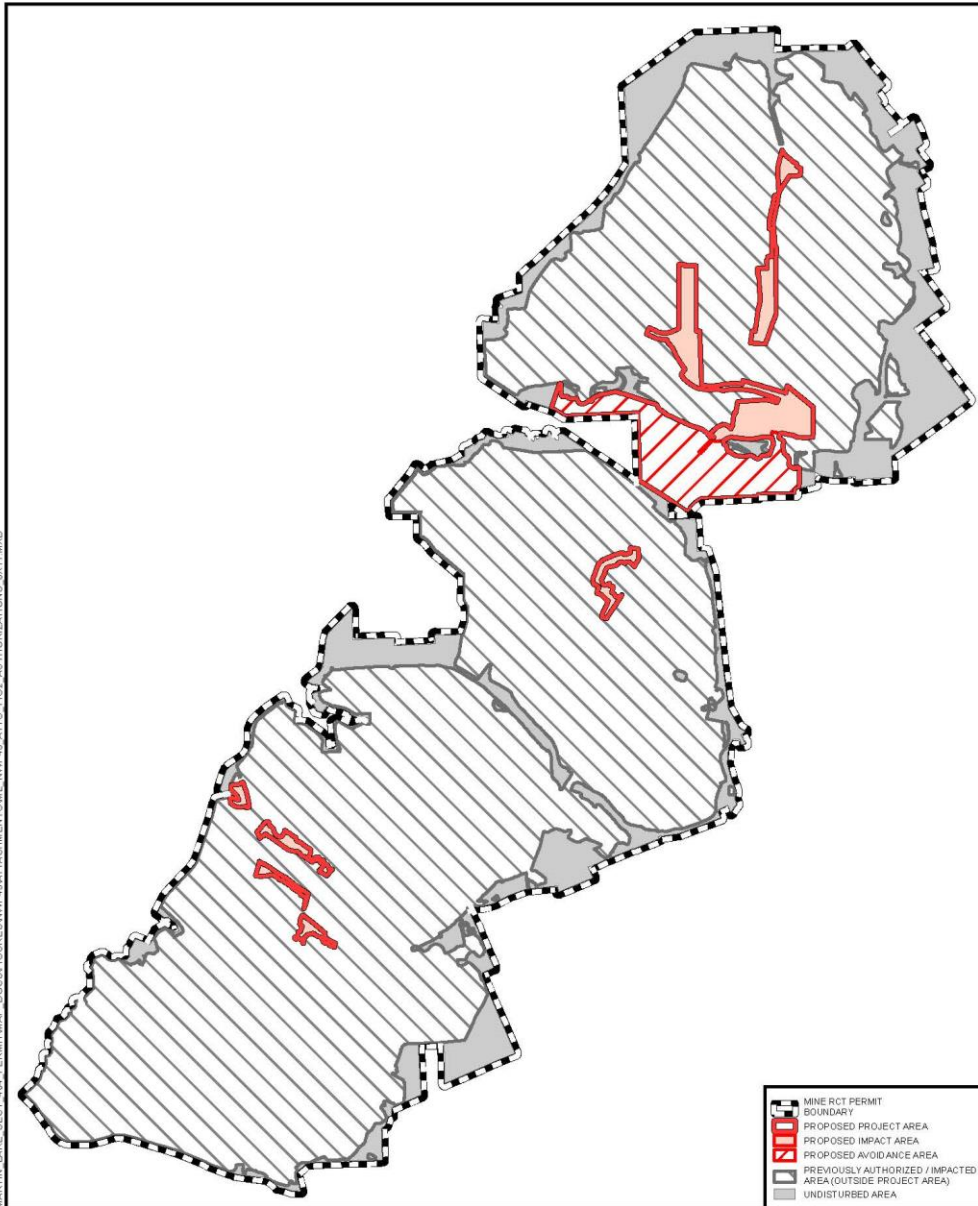 MINE RCT PERMIT
BOUNDARY
PROPOSED PROJECT AREA
PROPOSED IMPACT AREA
PROPOSED AVOIDANCE AREA
PREVIOUSLY AUTHORIZED / IMPACTED
AREA (OUTSIDE PROJECT AREA)
UNDISTURBED AREA